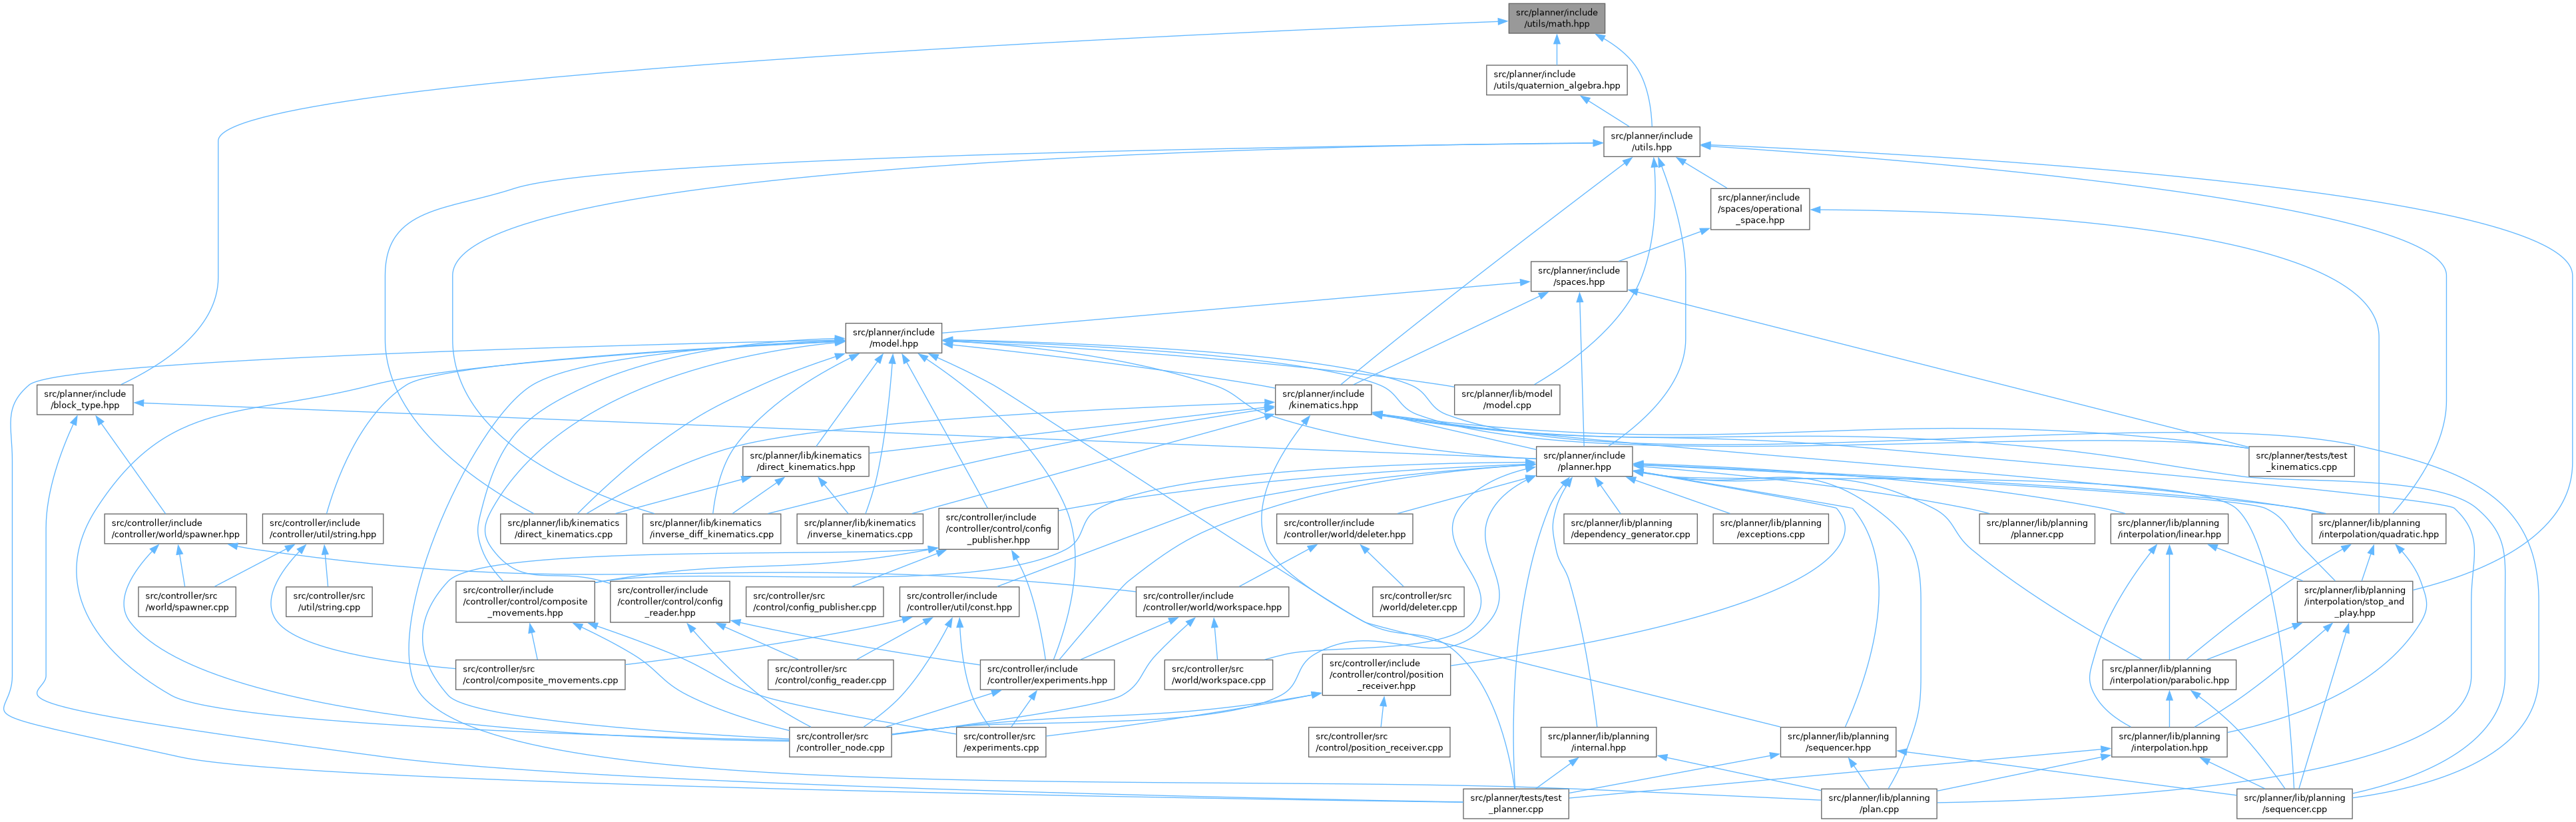 src/planner/include
/utils/math.hpp
src/planner/include
/utils/quaternion_algebra.hpp
src/planner/include
/utils.hpp
src/planner/include
/spaces/operational
_space.hpp
src/planner/include
/spaces.hpp
src/planner/include
/model.hpp
src/planner/include
/block_type.hpp
src/planner/include
/kinematics.hpp
src/planner/lib/model
/model.cpp
src/planner/lib/kinematics
/direct_kinematics.hpp
src/planner/include
/planner.hpp
src/planner/tests/test
_kinematics.cpp
src/controller/include
/controller/world/spawner.hpp
src/controller/include
/controller/util/string.hpp
src/planner/lib/kinematics
/direct_kinematics.cpp
src/planner/lib/kinematics
/inverse_diff_kinematics.cpp
src/planner/lib/kinematics
/inverse_kinematics.cpp
src/controller/include
/controller/control/config
_publisher.hpp
src/controller/include
/controller/world/deleter.hpp
src/planner/lib/planning
/dependency_generator.cpp
src/planner/lib/planning
/exceptions.cpp
src/planner/lib/planning
/planner.cpp
src/planner/lib/planning
/interpolation/linear.hpp
src/planner/lib/planning
/interpolation/quadratic.hpp
src/controller/src
/world/spawner.cpp
src/controller/src
/util/string.cpp
src/controller/include
/controller/control/composite
_movements.hpp
src/controller/include
/controller/control/config
_reader.hpp
src/controller/src
/control/config_publisher.cpp
src/controller/include
/controller/util/const.hpp
src/controller/include
/controller/world/workspace.hpp
src/controller/src
/world/deleter.cpp
src/planner/lib/planning
/interpolation/stop_and
_play.hpp
src/controller/src
/control/composite_movements.cpp
src/controller/src
/control/config_reader.cpp
src/controller/include
/controller/experiments.hpp
src/controller/src
/world/workspace.cpp
src/controller/include
/controller/control/position
_receiver.hpp
src/planner/lib/planning
/interpolation/parabolic.hpp
src/controller/src
/controller_node.cpp
src/controller/src
/experiments.cpp
src/controller/src
/control/position_receiver.cpp
src/planner/lib/planning
/internal.hpp
src/planner/lib/planning
/sequencer.hpp
src/planner/lib/planning
/interpolation.hpp
src/planner/tests/test
_planner.cpp
src/planner/lib/planning
/plan.cpp
src/planner/lib/planning
/sequencer.cpp